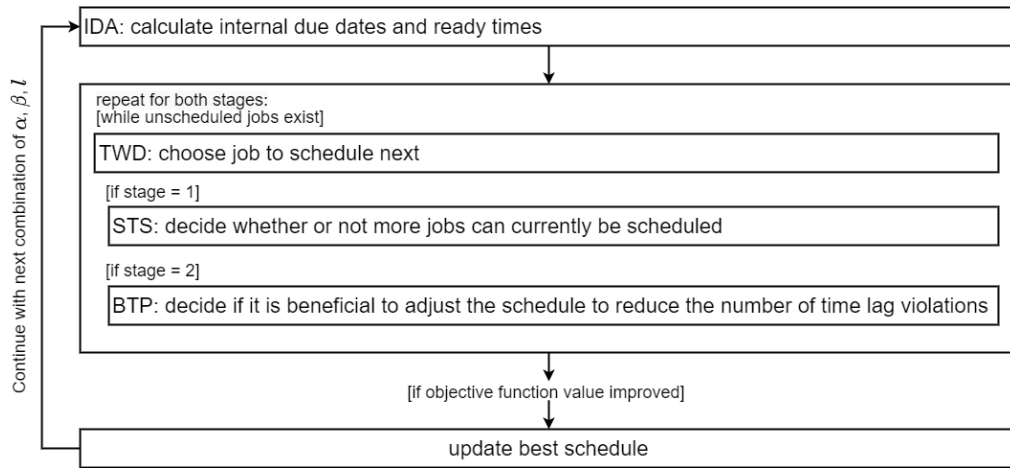 IDA: calculate internal due dates and ready times
repeat for both stages:
[while unscheduled jobs exist]
TWD: choose job to schedule next
[if stage = 1]
STS: decide whether or not more jobs can currently be scheduled
[if stage = 2]
BTP: decide if it is beneficial to adjust the schedule to reduce the number of time lag violations
[if objective function value improved]
update best schedule
Continue with next combination of α, β, l